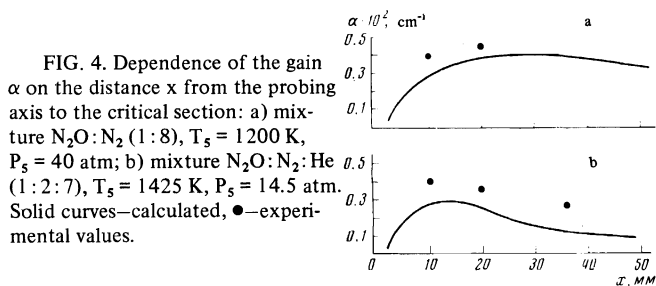 FIG. 4. Dependence of the gain
α on the distance x from the probing
axis to the critical section: a) mix-
ture N₂O:N₂ (1:8), T₅ = 1200 K,
P₅ = 40 atm; b) mixture N₂O:N₂:He
(1:2:7), T₅ = 1425 K, P₅ = 14.5 atm.
Solid curves—calculated, ●—experi-
mental values.
α·10², cm⁻¹
a
0.5
0.3
0.1
b
0.5
0.3
0.1
0 10 20 30 40 50
x, мм